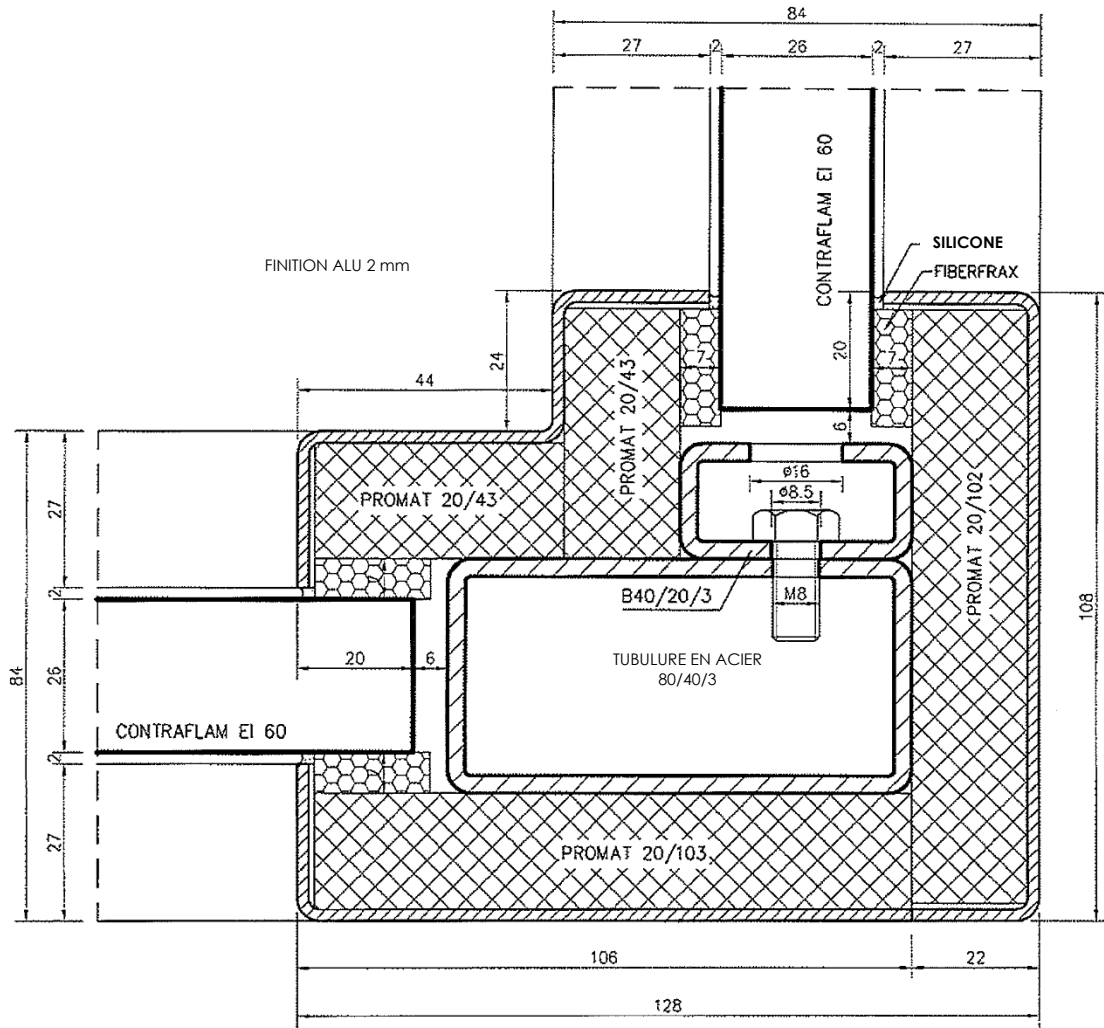 84
27 2 26 2 27
CONTRAFLAM EI 60
SILICONE
FIBERFRAX
FINITION ALU 2 mm
24
44
20
7
7
6
PROMAT 20/43
PROMAT 20/43
PROMAT 20/102
ø16
ø8.5
M8
B40/20/3
108
84
27
2
26
2
27
20 6
TUBULURE EN ACIER
80/40/3
CONTRAFLAM EI 60
PROMAT 20/103
106 22
128